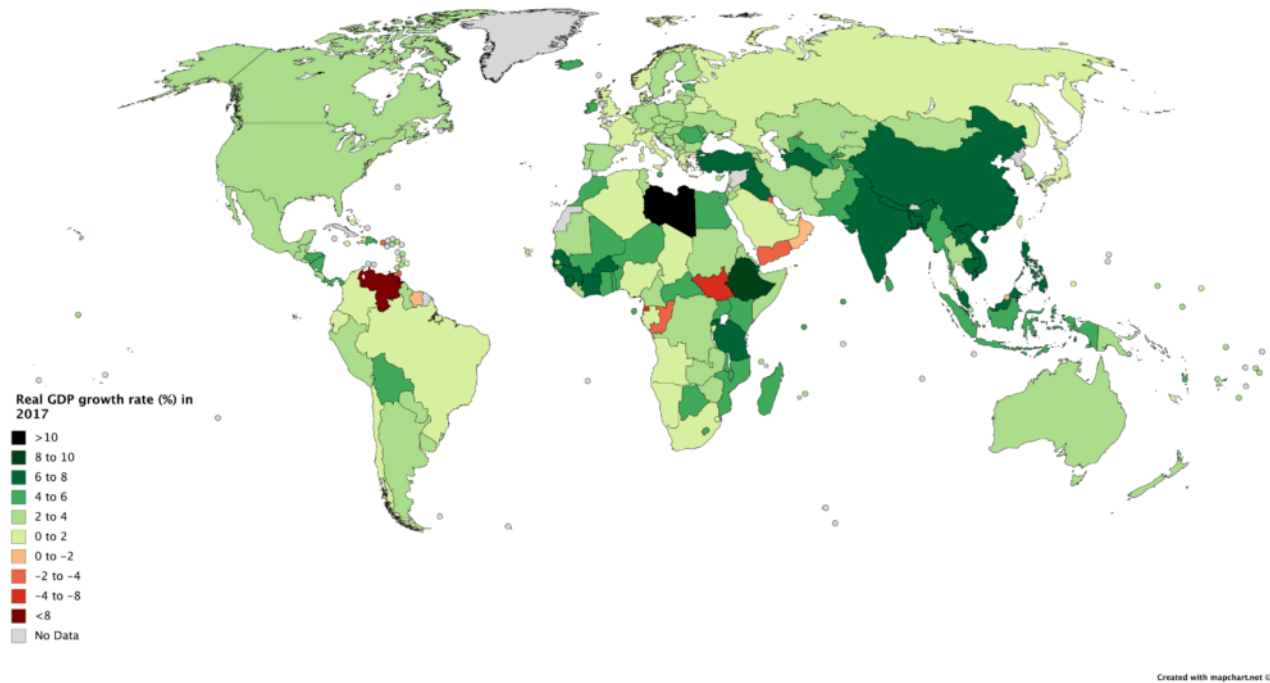 Real GDP growth rate (%) in
2017
>10
8 to 10
6 to 8
4 to 6
2 to 4
0 to 2
0 to -2
-2 to -4
-4 to -8
<8
No Data
Created with mapchart.net ©